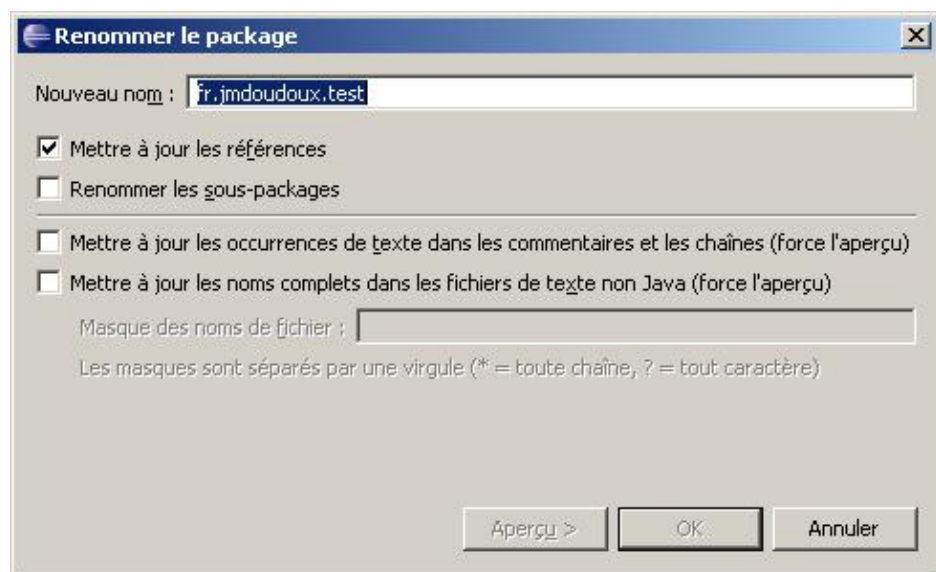 Renommer le package
Nouveau nom : fr.jmdoudoux.test
Mettre à jour les références
Renommer les sous-packages
Mettre à jour les occurrences de texte dans les commentaires et les chaînes (force l'aperçu)
Mettre à jour les noms complets dans les fichiers de texte non Java (force l'aperçu)
Masque des noms de fichier :
Les masques sont séparés par une virgule (* = toute chaîne, ? = tout caractère)
Aperçu > OK Annuler